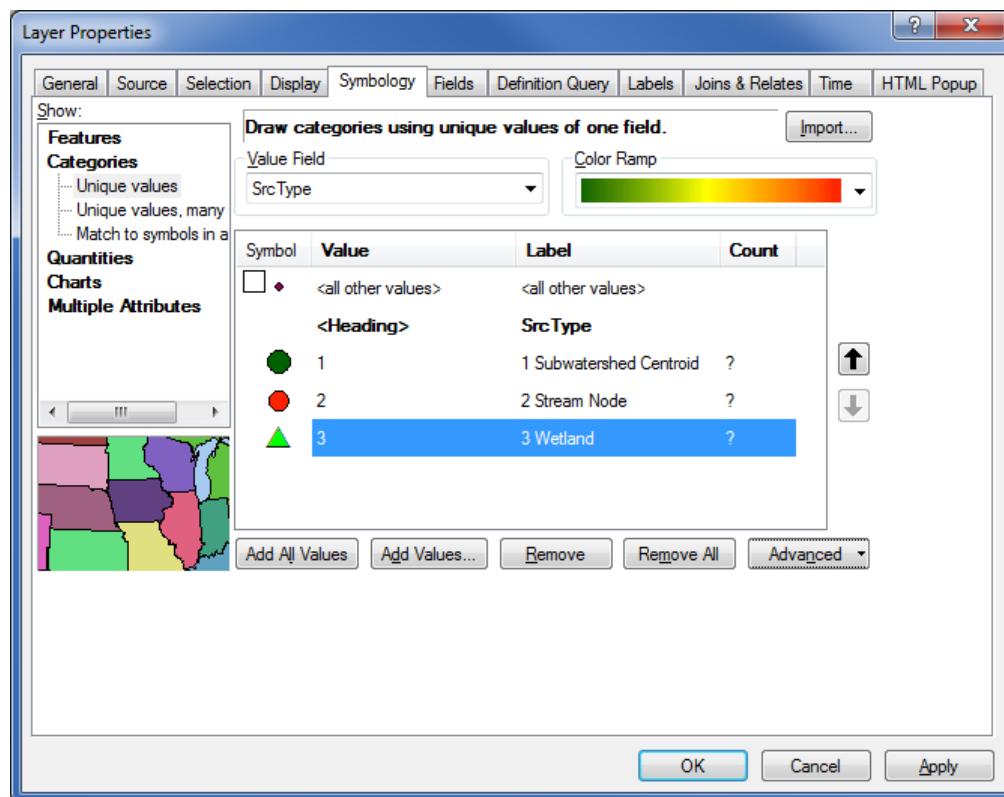 Layer Properties
General Source Selection Display Symbology Fields Definition Query Labels Joins & Relates Time HTML Popup
Show:
Features
Categories
Unique values
Unique values, many
Match to symbols in a
Quantities
Charts
Multiple Attributes
Draw categories using unique values of one field.
Import...
Value Field
SrcType
Color Ramp
Symbol Value Label Count
<all other values> <all other values>
<Heading> SrcType
1 1 Subwatershed Centroid ?
2 2 Stream Node ?
3 3 Wetland ?
Add All Values Add Values... Remove Remove All Advanced
OK Cancel Apply